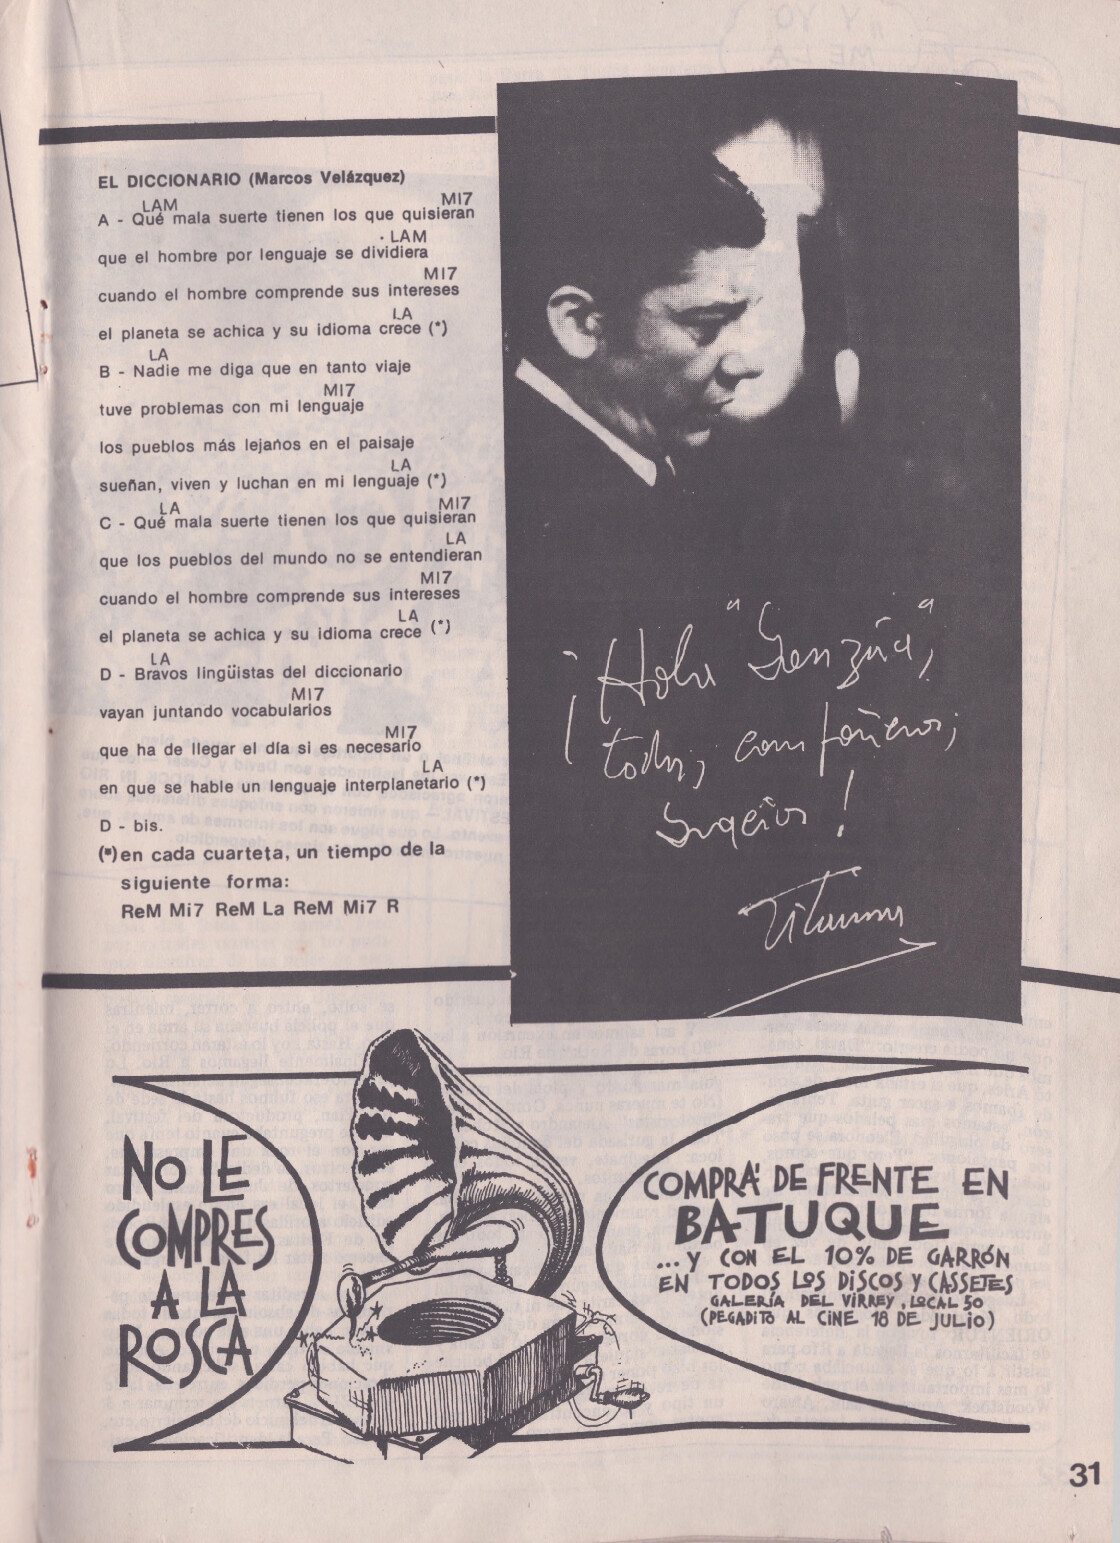 EL DICCIONARIO (Marcos Velázquez)
LAM MI7
A - Qué mala suerte tienen los que quisieran
LAM
que el hombre por lenguaje se dividiera
MI7
cuando el hombre comprende sus intereses
LA
el planeta se achica y su idioma crece (*)
LA
B - Nadie me diga que en tanto viaje
MI7
tuve problemas con mi lenguaje
los pueblos más lejaños en el paisaje
LA
sueñan, viven y luchan en mi lenguaje (*)
LA MI7
C - Qué mala suerte tienen los que quisieran
LA
que los pueblos del mundo no se entendieran
MI7
cuando el hombre comprende sus intereses
LA
el planeta se achica y su idioma crece (*)
LA
D - Bravos lingüistas del diccionario
MI7
vayan juntando vocabularios
MI7
que ha de llegar el día si es necesario
LA
en que se hable un lenguaje interplanetario (*)
D - bis.
(*) en cada cuarteta, un tiempo de la
siguiente forma:
ReM Mi7 ReM La ReM Mi7 R
¡Hola "Genzúa",
todos, compañeros;
!
NO LE
COMPRES
A LA
ROSCA
COMPRÁ DE FRENTE EN
BATUQUE
...Y CON EL 10% DE GARRÓN
EN TODOS LOS DISCOS Y CASSETES
GALERÍA DEL VIRREY, LOCAL 50
(PEGADITO AL CINE 18 DE JULIO)
31